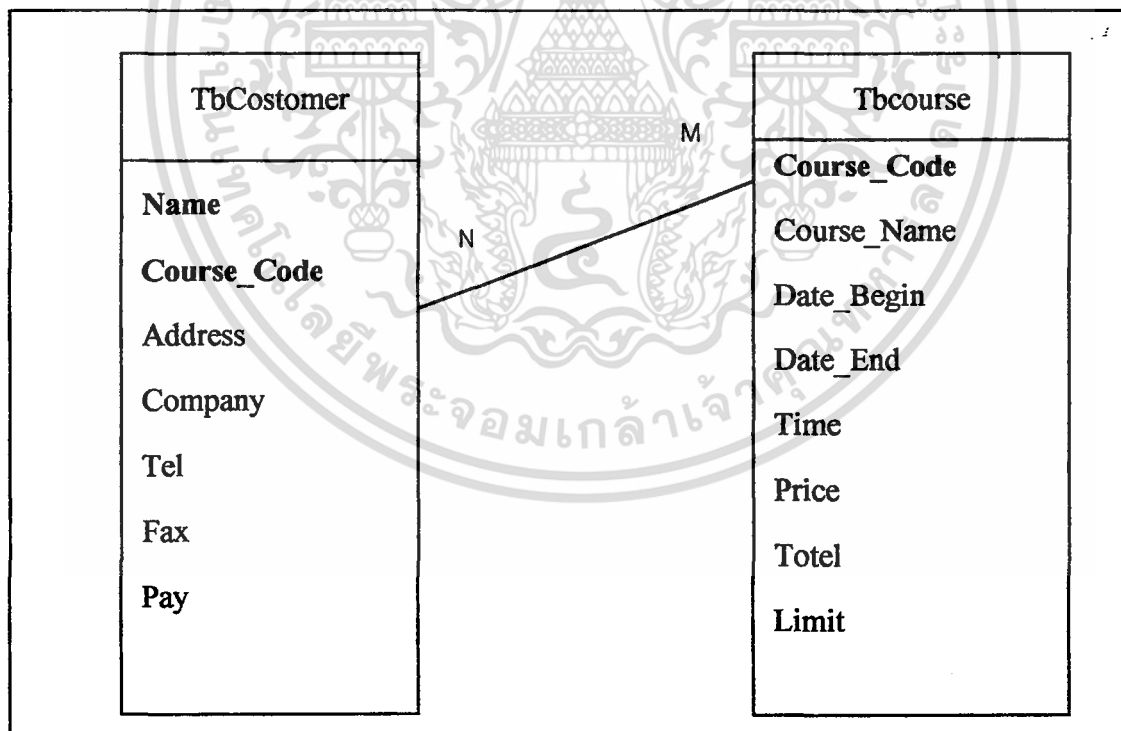 TbCostomer
Name
Course_Code
Address
Company
Tel
Fax
Pay
N
M
Tbcourse
Course_Code
Course_Name
Date_Begin
Date_End
Time
Price
Totel
Limit